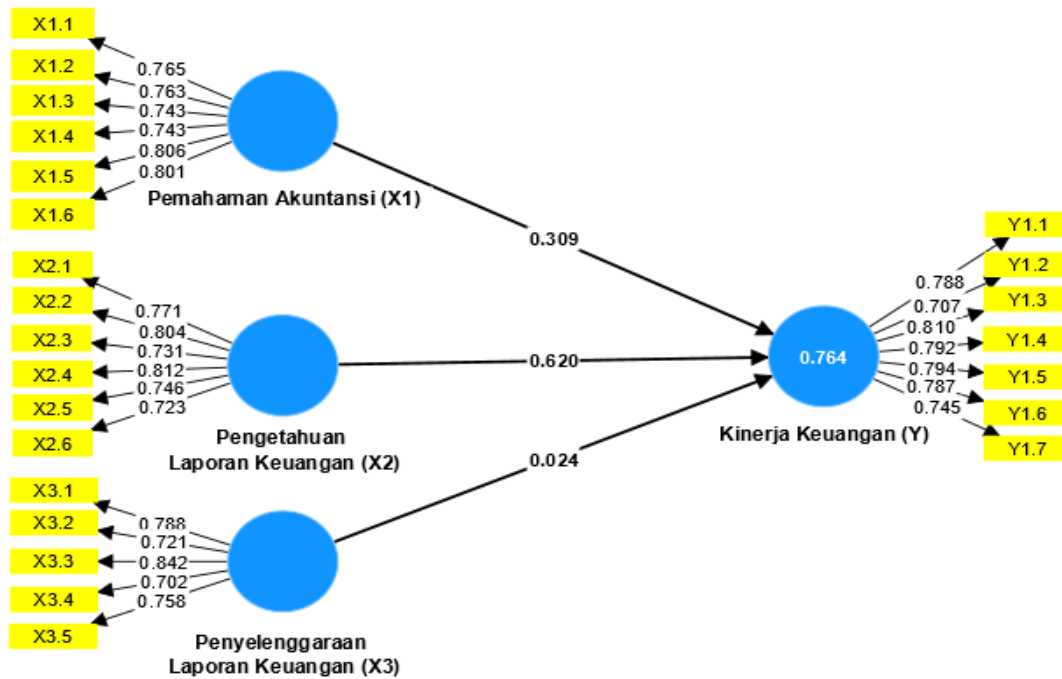 X1.1
X1.2
X1.3
X1.4
X1.5
X1.6
0.765
0.763
0.743
0.743
0.806
0.801
Pemahaman Akuntansi (X1)
X2.1
X2.2
X2.3
X2.4
X2.5
X2.6
0.771
0.804
0.731
0.812
0.746
0.723
Pengetahuan
Laporan Keuangan (X2)
X3.1
X3.2
X3.3
X3.4
X3.5
0.788
0.721
0.842
0.702
0.758
Penyelenggaraan
Laporan Keuangan (X3)
0.309
0.620
0.024
0.764
Kinerja Keuangan (Y)
0.788
0.707
0.810
0.792
0.794
0.787
0.745
Y1.1
Y1.2
Y1.3
Y1.4
Y1.5
Y1.6
Y1.7